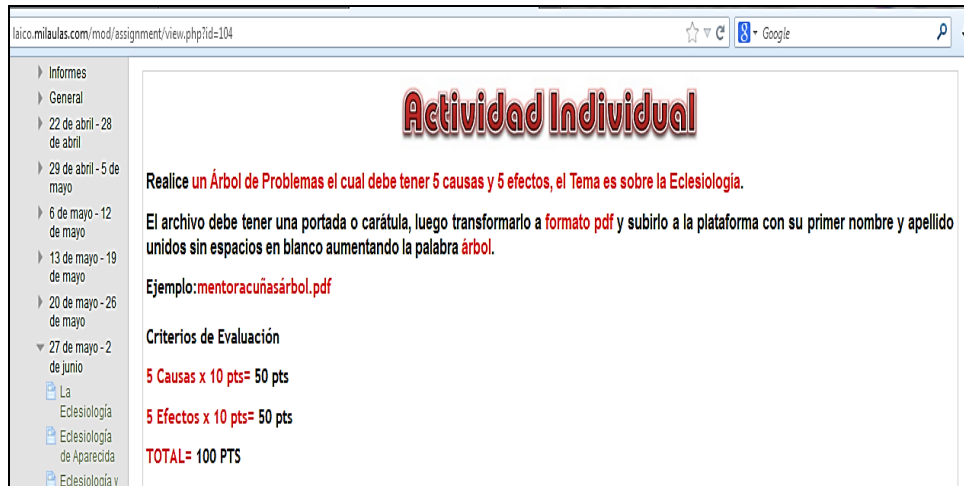 laico.milaulas.com/mod/assignment/view.php?id=104
Google
Informes
General
22 de abril - 28
de abril
29 de abril - 5 de
mayo
6 de mayo - 12
de mayo
13 de mayo - 19
de mayo
20 de mayo - 26
de mayo
27 de mayo - 2
de junio
La
Eclesiología
Eclesiología
de Aparecida
Eclesiología y
Actividad Individual
Realice un Árbol de Problemas el cual debe tener 5 causas y 5 efectos, el Tema es sobre la Eclesiología.
El archivo debe tener una portada o carátula, luego transformarlo a formato pdf y subirlo a la plataforma con su primer nombre y apellido
unidos sin espacios en blanco aumentando la palabra árbol.
Ejemplo:mentoracuñasárbol.pdf
Criterios de Evaluación
5 Causas x 10 pts= 50 pts
5 Efectos x 10 pts= 50 pts
TOTAL= 100 PTS